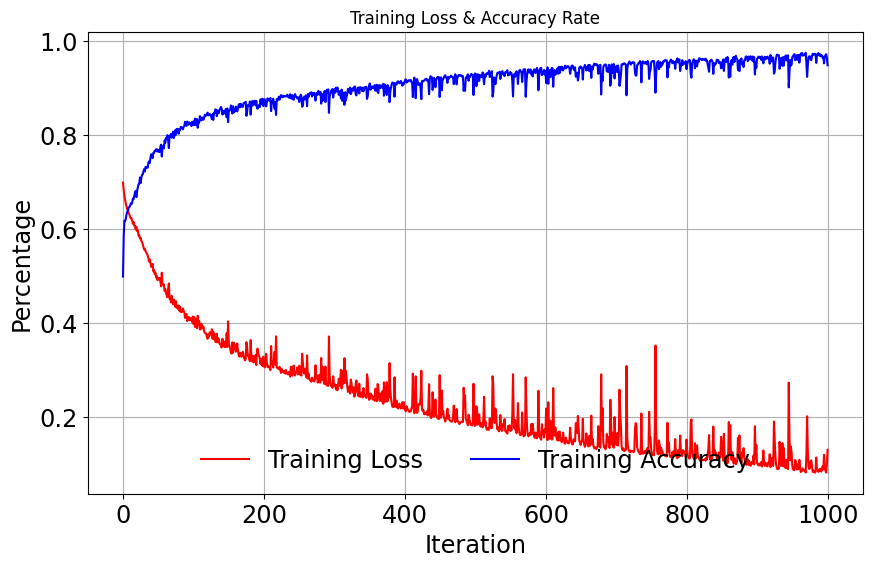 Training Loss & Accuracy Rate
1.0
0.8
0.6
0.4
0.2
Percentage
Training Loss Training Accuracy
0 200 400 600 800 1000
Iteration